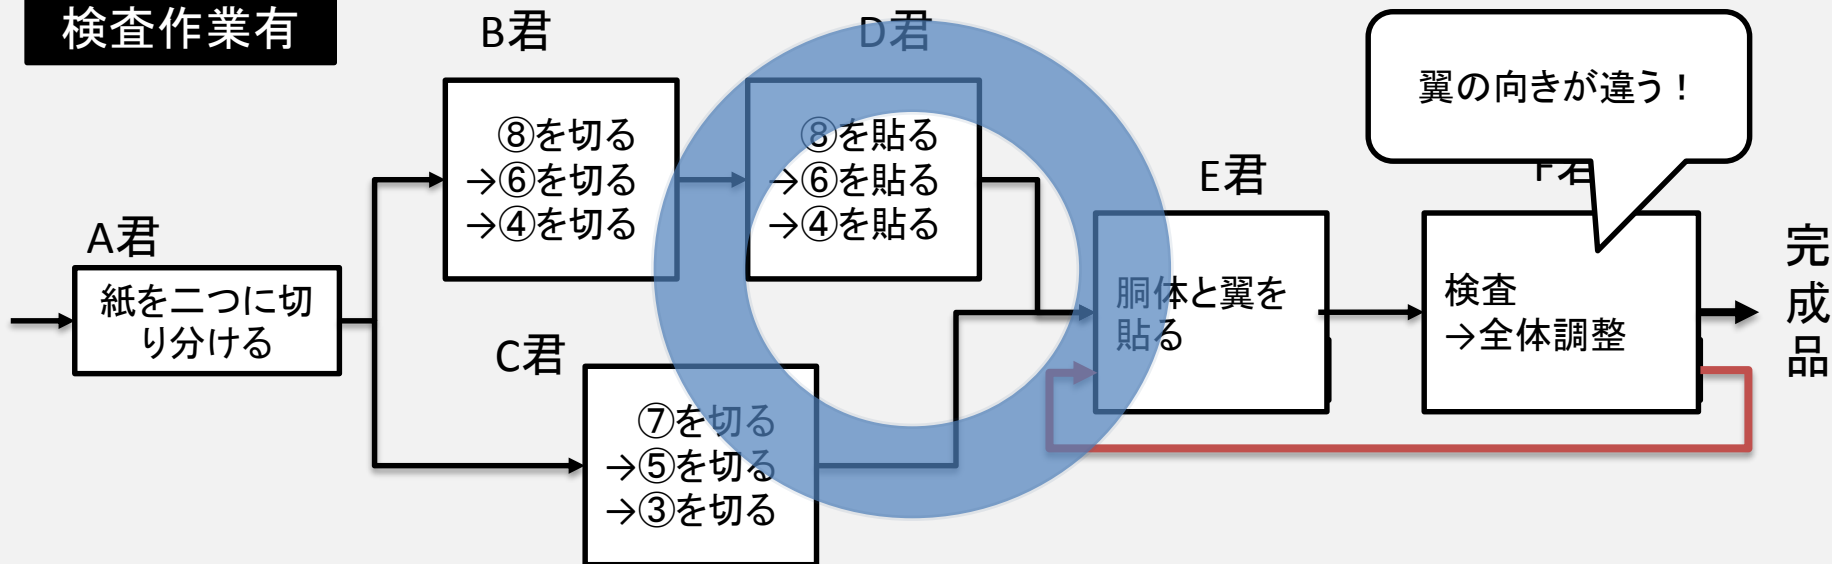 検査作業有
A君
紙を二つに切
り分ける
B君
⑧を切る
→⑥を切る
→④を切る
C君
⑦を切る
→⑤を切る
→③を切る
D君
⑧を貼る
→⑥を貼る
→④を貼る
E君
胴体と翼を
貼る
翼の向きが違う！
検査
→全体調整
完成品